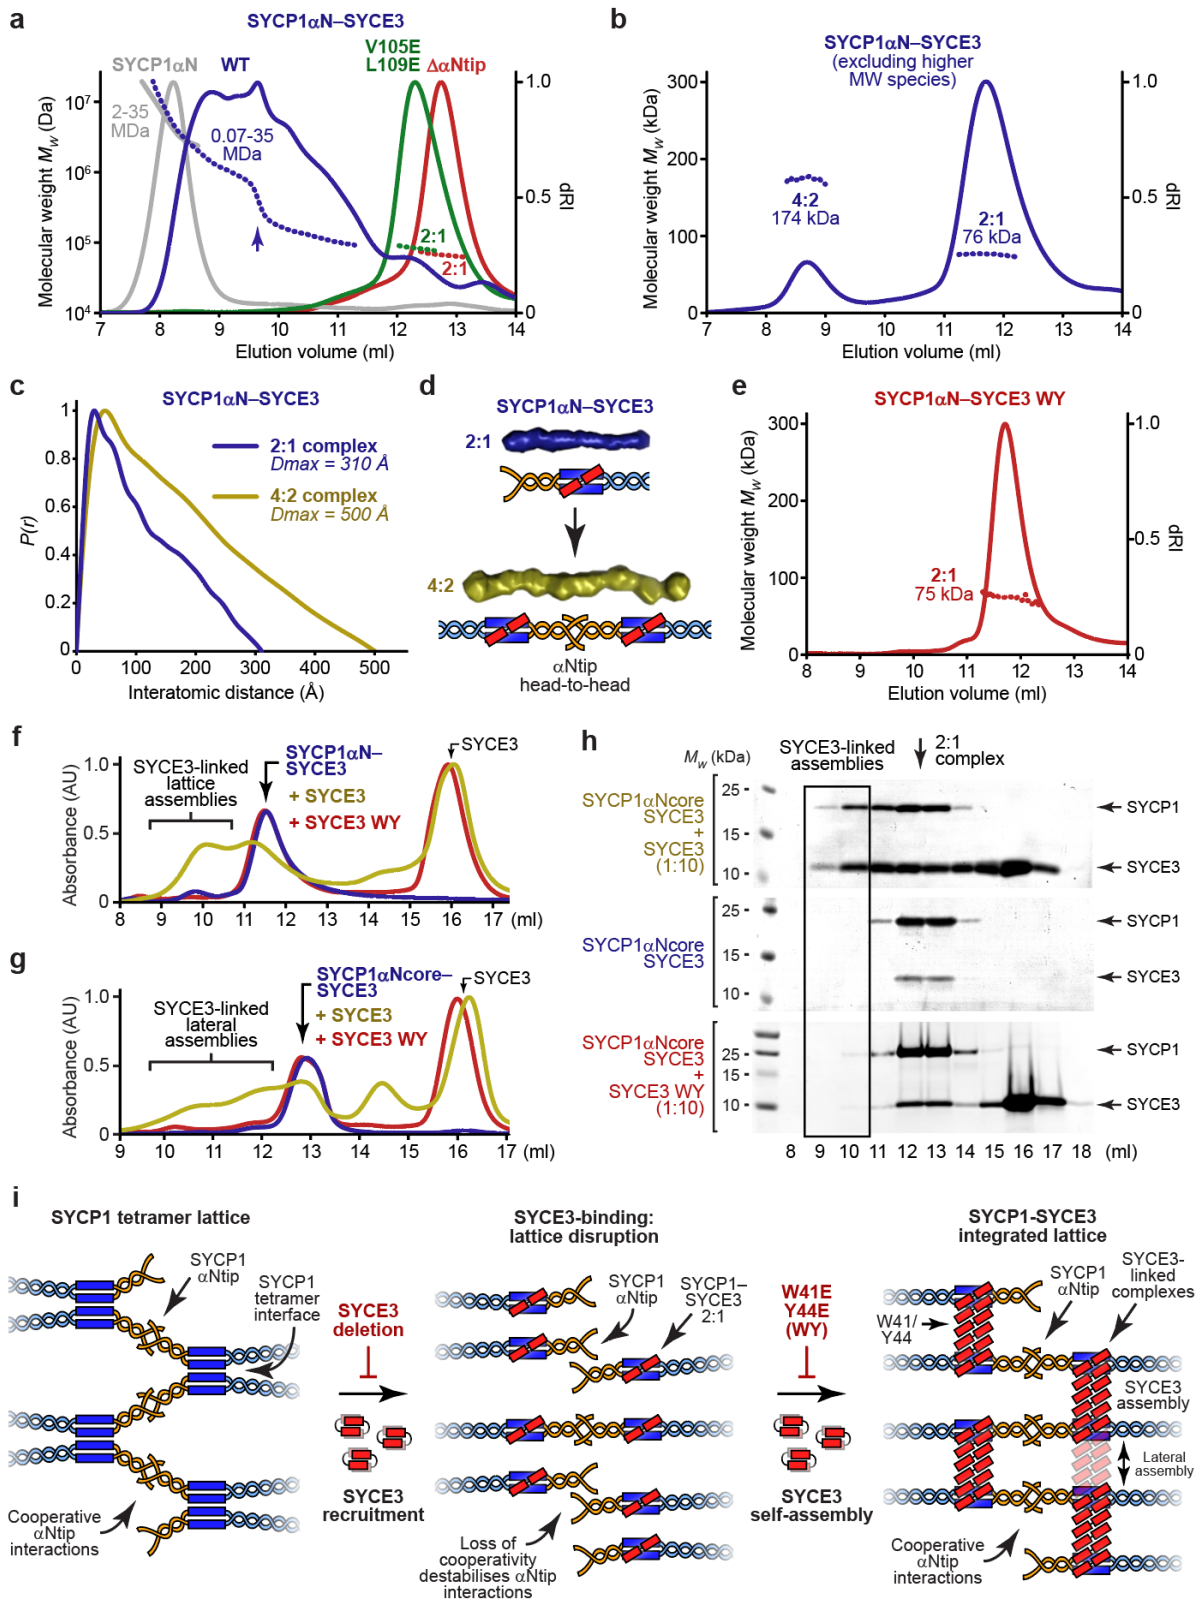 a
SYCP1αN–SYCE3
SYCP1αN
WT
V105E
L109E
ΔαNtip
2-35
MDa
0.07-35
MDa
2:1
2:1
Molecular weight Mw (Da)
10⁷
10⁶
10⁵
10⁴
1.0
0.5
0
dRI
7 8 9 10 11 12 13 14
Elution volume (ml)
b
SYCP1αN–SYCE3
(excluding higher
MW species)
4:2
174 kDa
2:1
76 kDa
Molecular weight Mw (kDa)
300
200
100
0
1.0
0.5
0
dRI
7 8 9 10 11 12 13 14
Elution volume (ml)
c
SYCP1αN–SYCE3
2:1 complex
Dmax = 310 Å
4:2 complex
Dmax = 500 Å
P(r)
1
0.8
0.6
0.4
0.2
0
0 100 200 300 400 500
Interatomic distance (Å)
d
SYCP1αN–SYCE3
2:1
4:2
αNtip
head-to-head
e
SYCP1αN–SYCE3 WY
2:1
75 kDa
Molecular weight Mw (kDa)
300
200
100
0
1.0
0.5
0
dRI
8 9 10 11 12 13 14
Elution volume (ml)
f
SYCE3-linked
lattice
assemblies
SYCP1αN–
SYCE3
+ SYCE3
+ SYCE3 WY
SYCE3
Absorbance (AU)
1.0
0.5
0
8 9 10 11 12 13 14 15 16 17 (ml)
g
SYCE3-linked
lateral
assemblies
SYCP1αNcore–
SYCE3
+ SYCE3
+ SYCE3 WY
SYCE3
Absorbance (AU)
1.0
0.5
0
9 10 11 12 13 14 15 16 17 (ml)
h
Mw (kDa)
SYCE3-linked
assemblies
2:1
complex
SYCP1αNcore
SYCE3
+
SYCE3
(1:10)
25
15
10
SYCP1
SYCE3
SYCP1αNcore
SYCE3
25
15
10
SYCP1
SYCE3
SYCP1αNcore
SYCE3
+
SYCE3 WY
(1:10)
25
15
10
SYCP1
SYCE3
8 9 10 11 12 13 14 15 16 17 18 (ml)
i
SYCP1 tetramer lattice
SYCP1
αNtip
SYCP1
tetramer
interface
Cooperative
αNtip
interactions
SYCE3
deletion
SYCE3
recruitment
SYCE3-binding:
lattice disruption
SYCP1
αNtip
SYCP1–
SYCE3
2:1
Loss of
cooperativity
destabilises αNtip
interactions
W41E
Y44E
(WY)
SYCE3
self-assembly
SYCP1-SYCE3
integrated lattice
W41/
Y44
SYCP1
αNtip
SYCE3-
linked
complexes
SYCE3
assembly
Lateral
assembly
Cooperative
αNtip
interactions